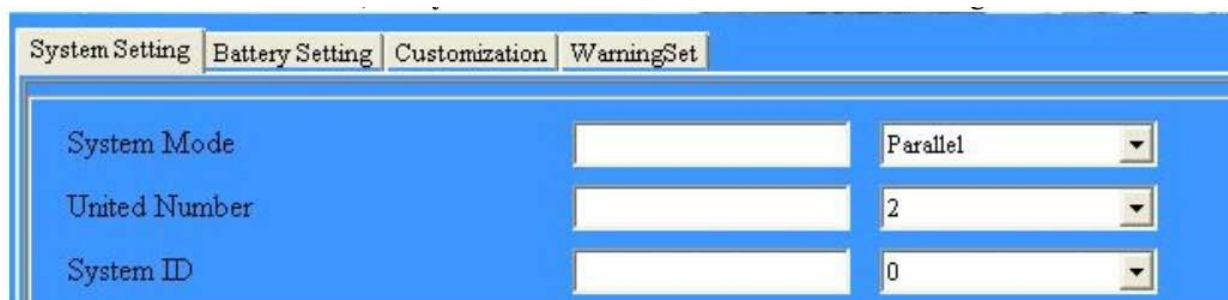 System Setting Battery Setting Customization WarningSet
System Mode Parallel
United Number 2
System ID 0